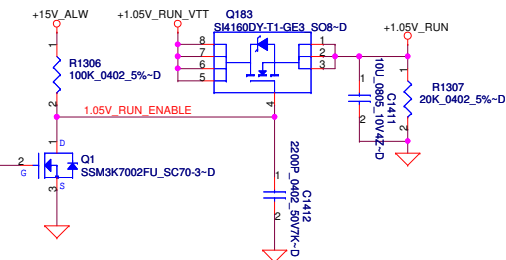 +15V_ALW
+1.05V_RUN_VTT
Q183
SI4160DY-T1-GE3_SO8~D
+1.05V_RUN
8
7
6
5
1
2
3
4
1
R1306
100K_0402_5%~D
2
1.05V_RUN_ENABLE
1
2
C1411
10U_0805_10V4Z~D
1
R1307
20K_0402_5%~D
2
1
D
2
G
Q1
SSM3K7002FU_SC70-3~D
3
S
1
2
C1412
2200P_0402_50V7K~D